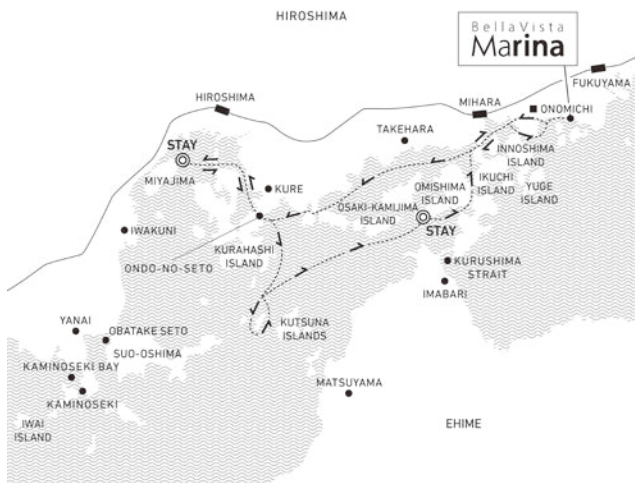 HIROSHIMA
BellaVista
Marina
FUKUYAMA
HIROSHIMA
MIHARA
ONOMICHI
TAKEHARA
INNOSHIMA
ISLAND
STAY
MIYAJIMA
KURE
OMISHIMA
ISLAND
IKUCHI
ISLAND
YUGE
ISLAND
OSAKI-KAMIJIMA
ISLAND
STAY
IWAKUNI
KURAHASHI
ISLAND
ONDO-NO-SETO
KURUSHIMA
STRAIT
IMABARI
YANAI
OBATAKE SETO
SUO-OSHIMA
KUTSUNA
ISLANDS
KAMINOSEKI BAY
KAMINOSEKI
MATSUYAMA
IWAI
ISLAND
EHIME